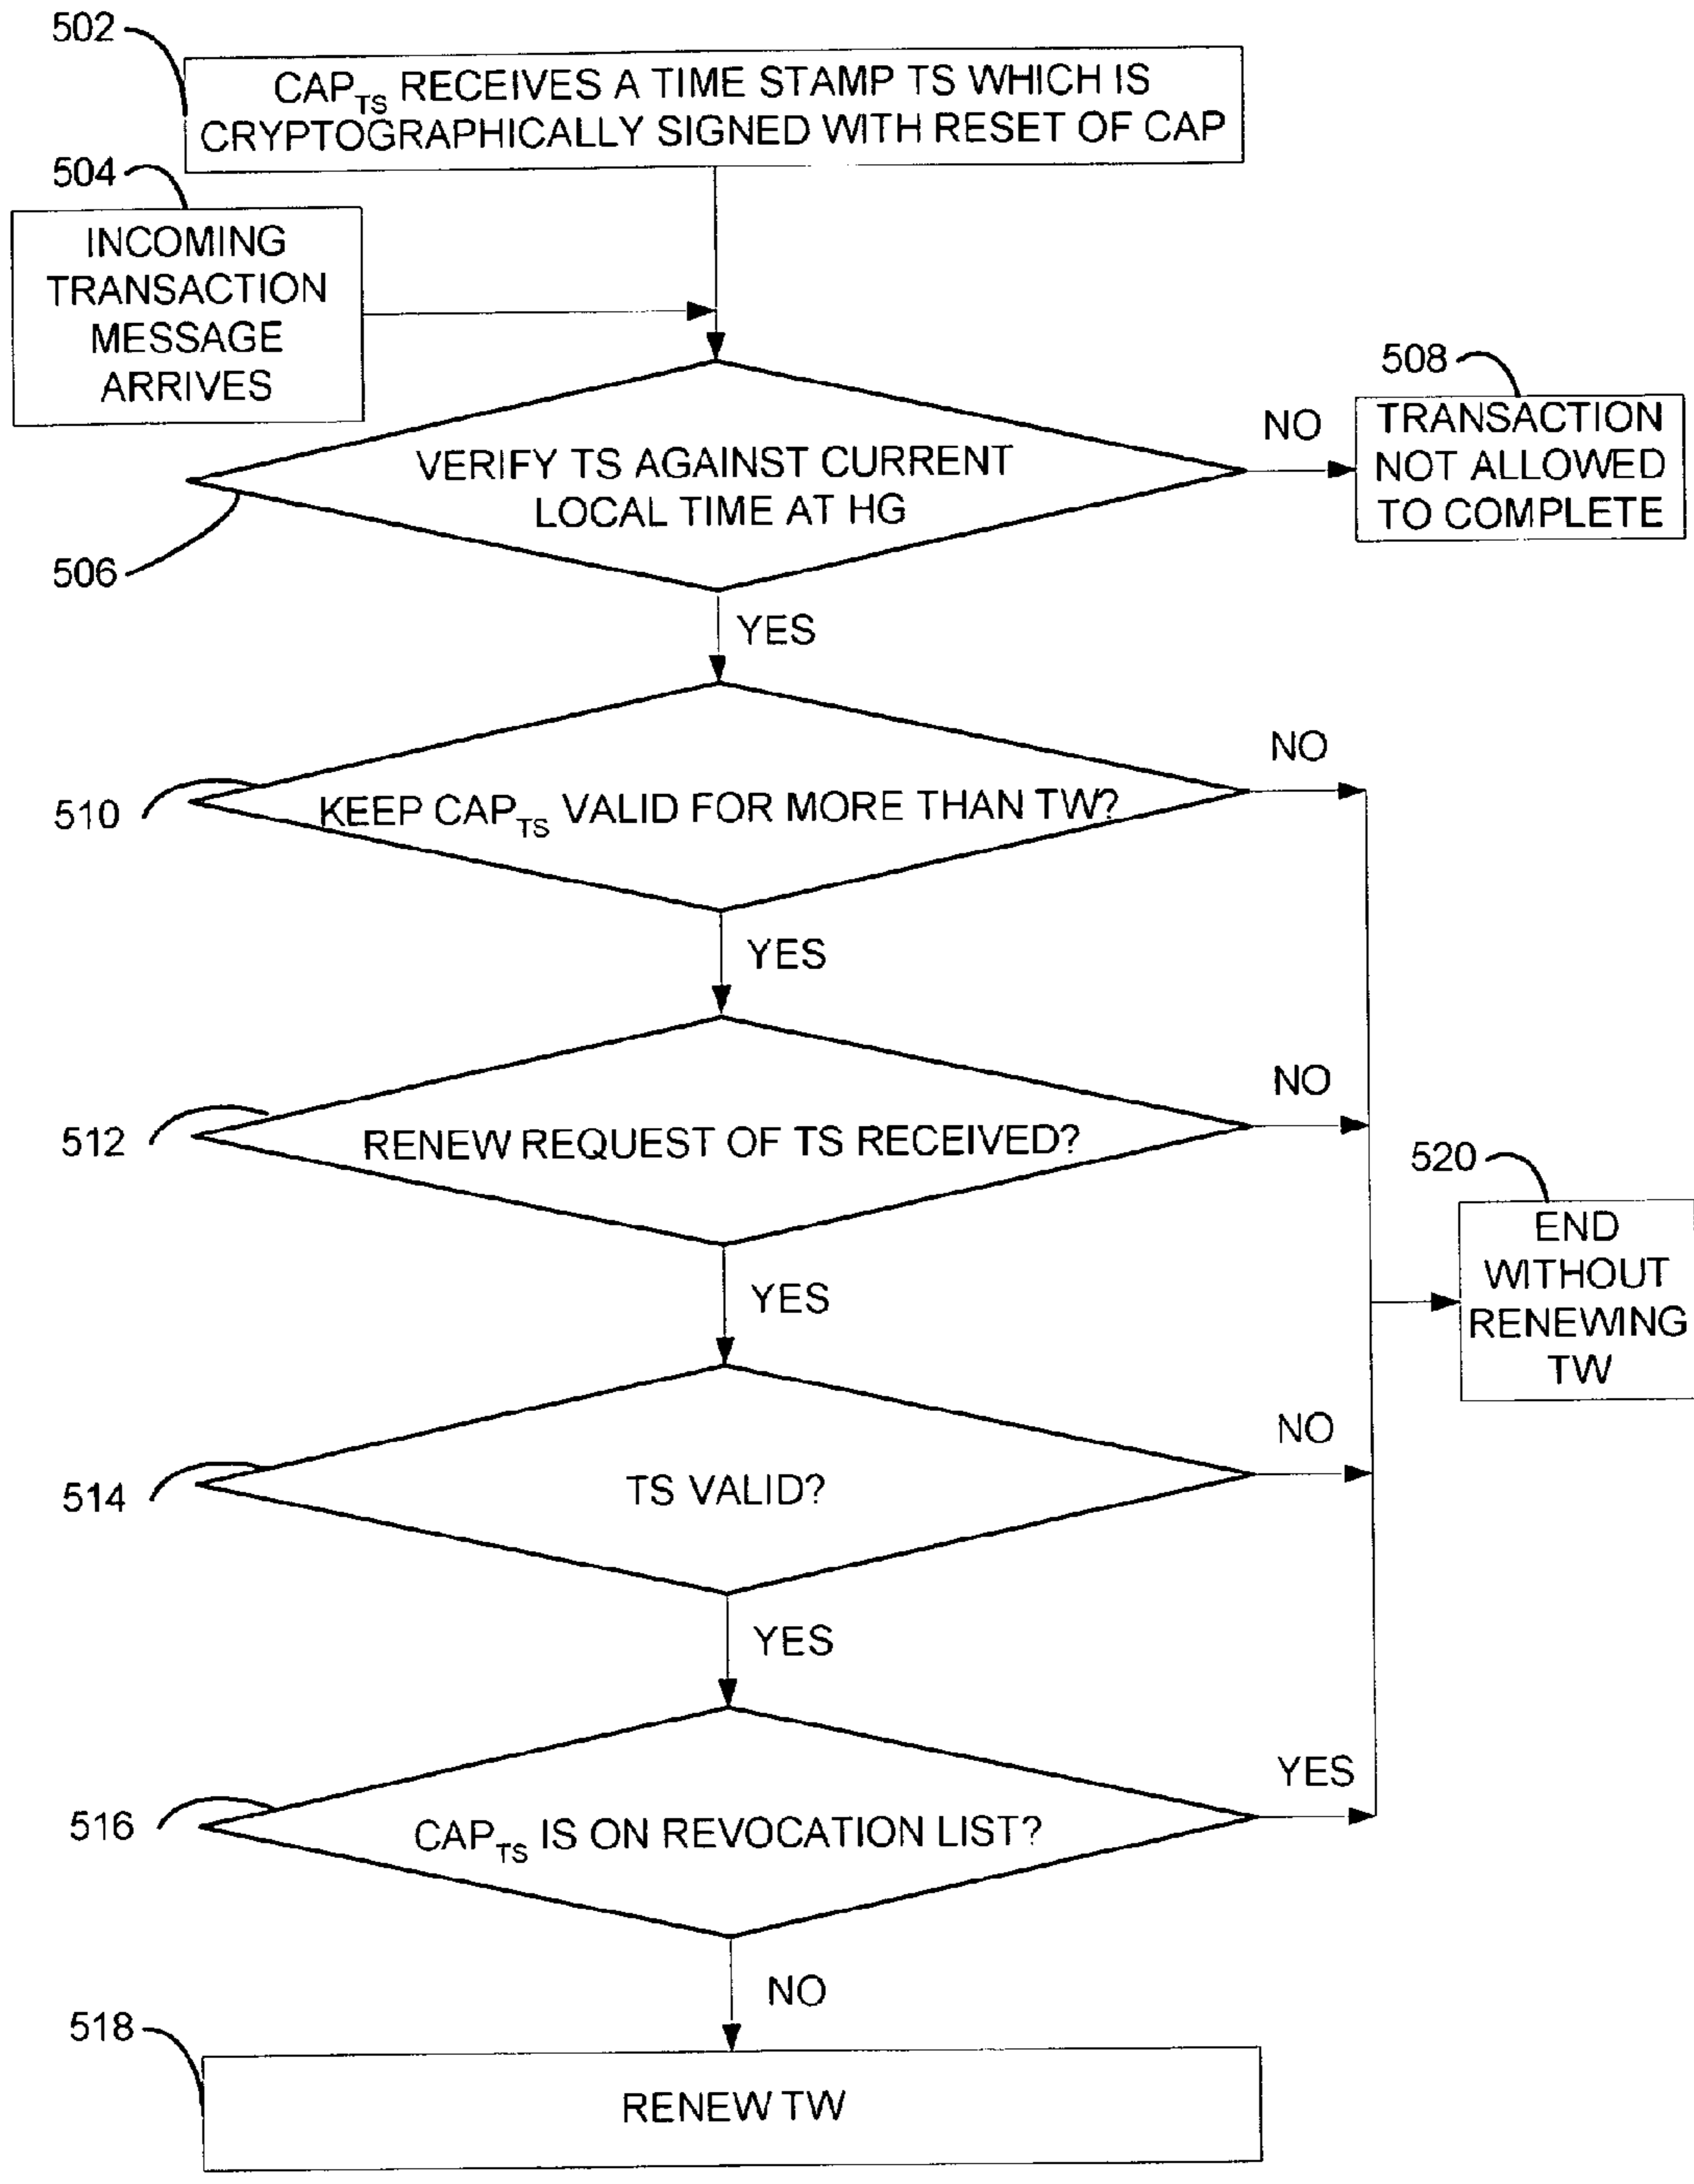 502
CAPTS RECEIVES A TIME STAMP TS WHICH IS
CRYPTOGRAPHICALLY SIGNED WITH RESET OF CAP
504
INCOMING
TRANSACTION
MESSAGE
ARRIVES
508
TRANSACTION
NOT ALLOWED
TO COMPLETE
NO
VERIFY TS AGAINST CURRENT
LOCAL TIME AT HG
506
YES
NO
510
KEEP CAPTS VALID FOR MORE THAN TW?
YES
NO
512
RENEW REQUEST OF TS RECEIVED?
520
END
WITHOUT
RENEWING
TW
YES
NO
514
TS VALID?
YES
YES
516
CAPTS IS ON REVOCATION LIST?
NO
518
RENEW TW